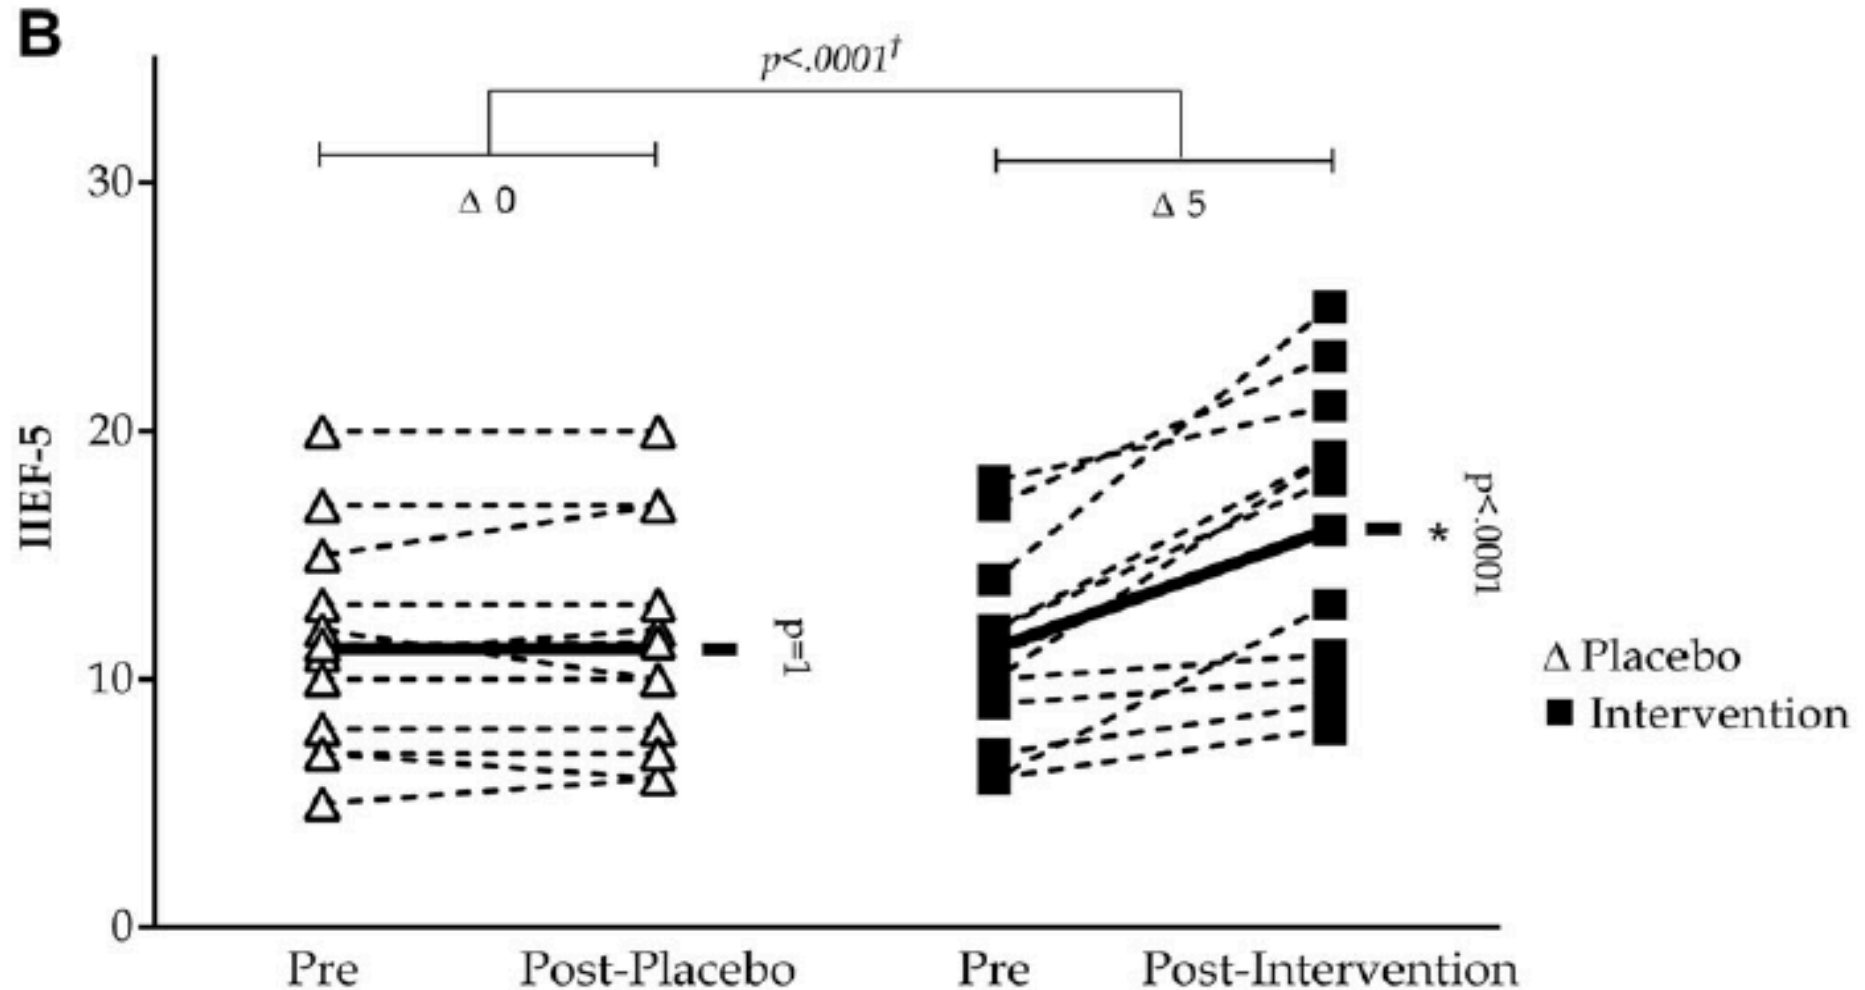 B
p<.0001†
30
Δ 0
Δ 5
20
IIEF-5
10
0
p=1
* p<.0001
Δ Placebo
■ Intervention
Pre Post-Placebo Pre Post-Intervention